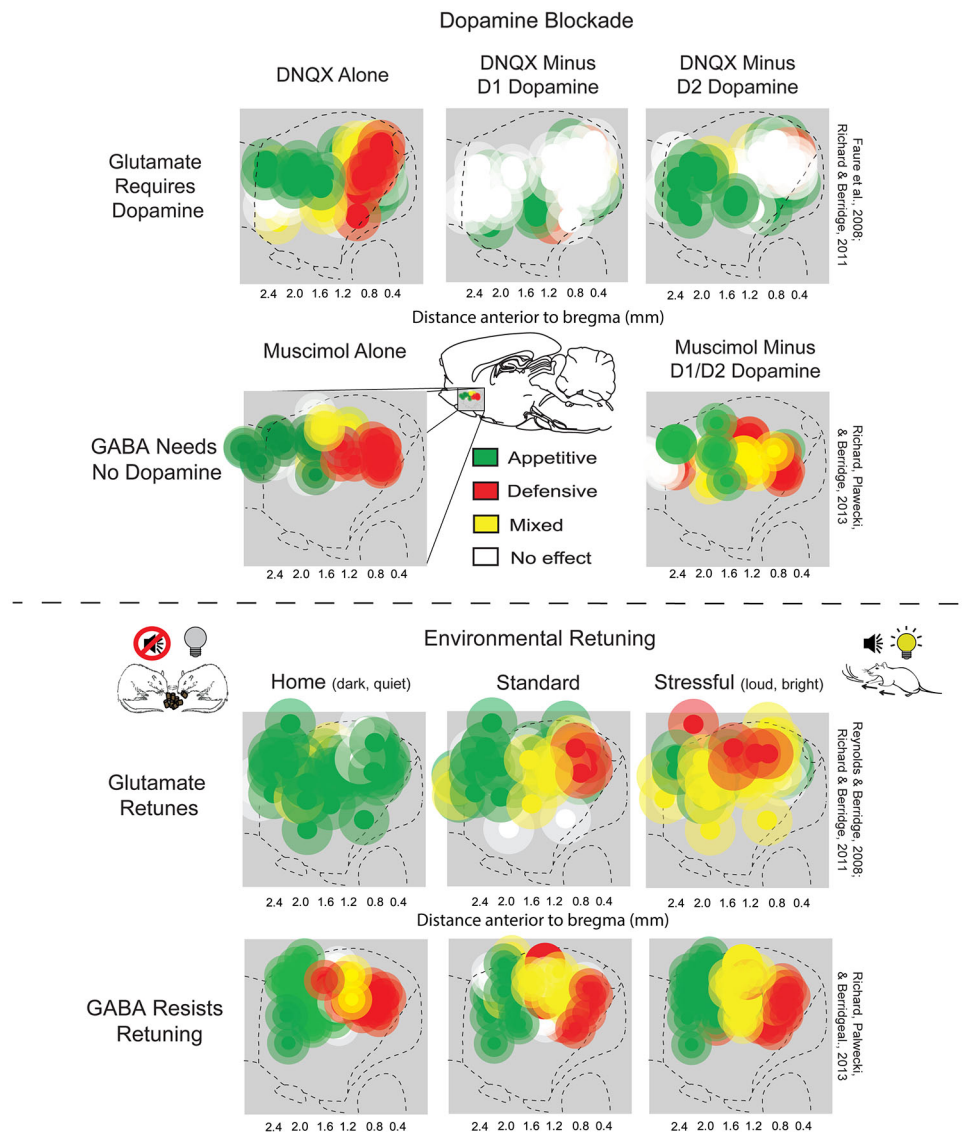 Dopamine Blockade
DNQX Alone
DNQX Minus
D1 Dopamine
DNQX Minus
D2 Dopamine
Glutamate
Requires
Dopamine
Faure et al., 2008;
Richard & Berridge, 2011
2.4 2.0 1.6 1.2 0.8 0.4
2.4 2.0 1.6 1.2 0.8 0.4
2.4 2.0 1.6 1.2 0.8 0.4
Distance anterior to bregma (mm)
Muscimol Alone
Muscimol Minus
D1/D2 Dopamine
GABA Needs
No Dopamine
Appetitive
Defensive
Mixed
No effect
Richard, Plawecki,
& Berridge, 2013
2.4 2.0 1.6 1.2 0.8 0.4
2.4 2.0 1.6 1.2 0.8 0.4
Environmental Retuning
Home (dark, quiet)
Standard
Stressful (loud, bright)
Glutamate
Retunes
Reynolds & Berridge, 2008;
Richard & Berridge, 2011
2.4 2.0 1.6 1.2 0.8 0.4
2.4 2.0 1.6 1.2 0.8 0.4
2.4 2.0 1.6 1.2 0.8 0.4
Distance anterior to bregma (mm)
GABA Resists
Retuning
Richard, Palwecki,
& Berridgeal., 2013
2.4 2.0 1.6 1.2 0.8 0.4
2.4 2.0 1.6 1.2 0.8 0.4
2.4 2.0 1.6 1.2 0.8 0.4